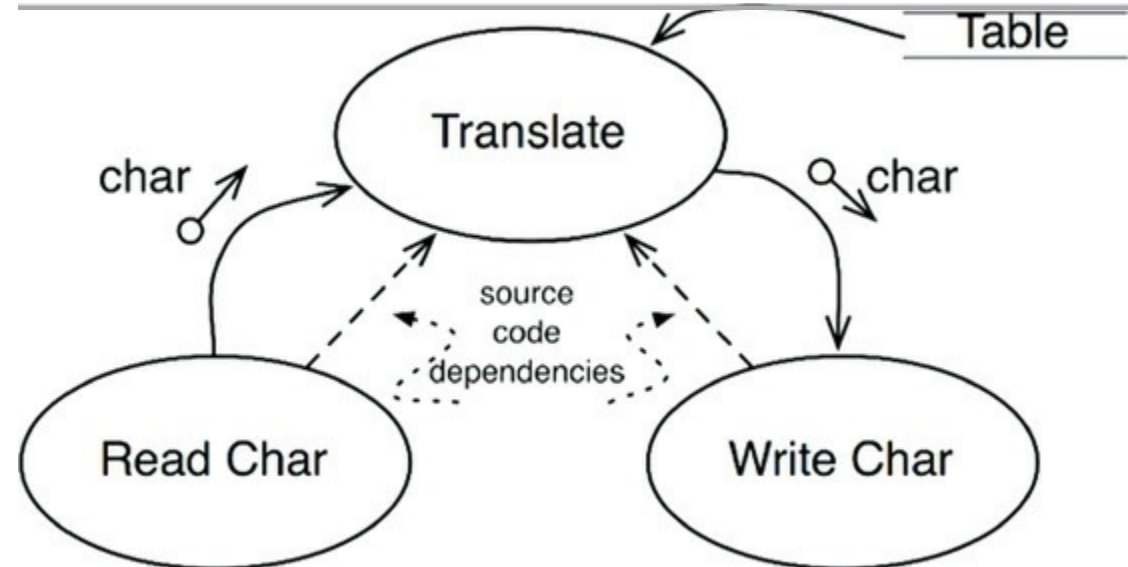 Table
Translate
char
char
source
code
dependencies
Read Char
Write Char